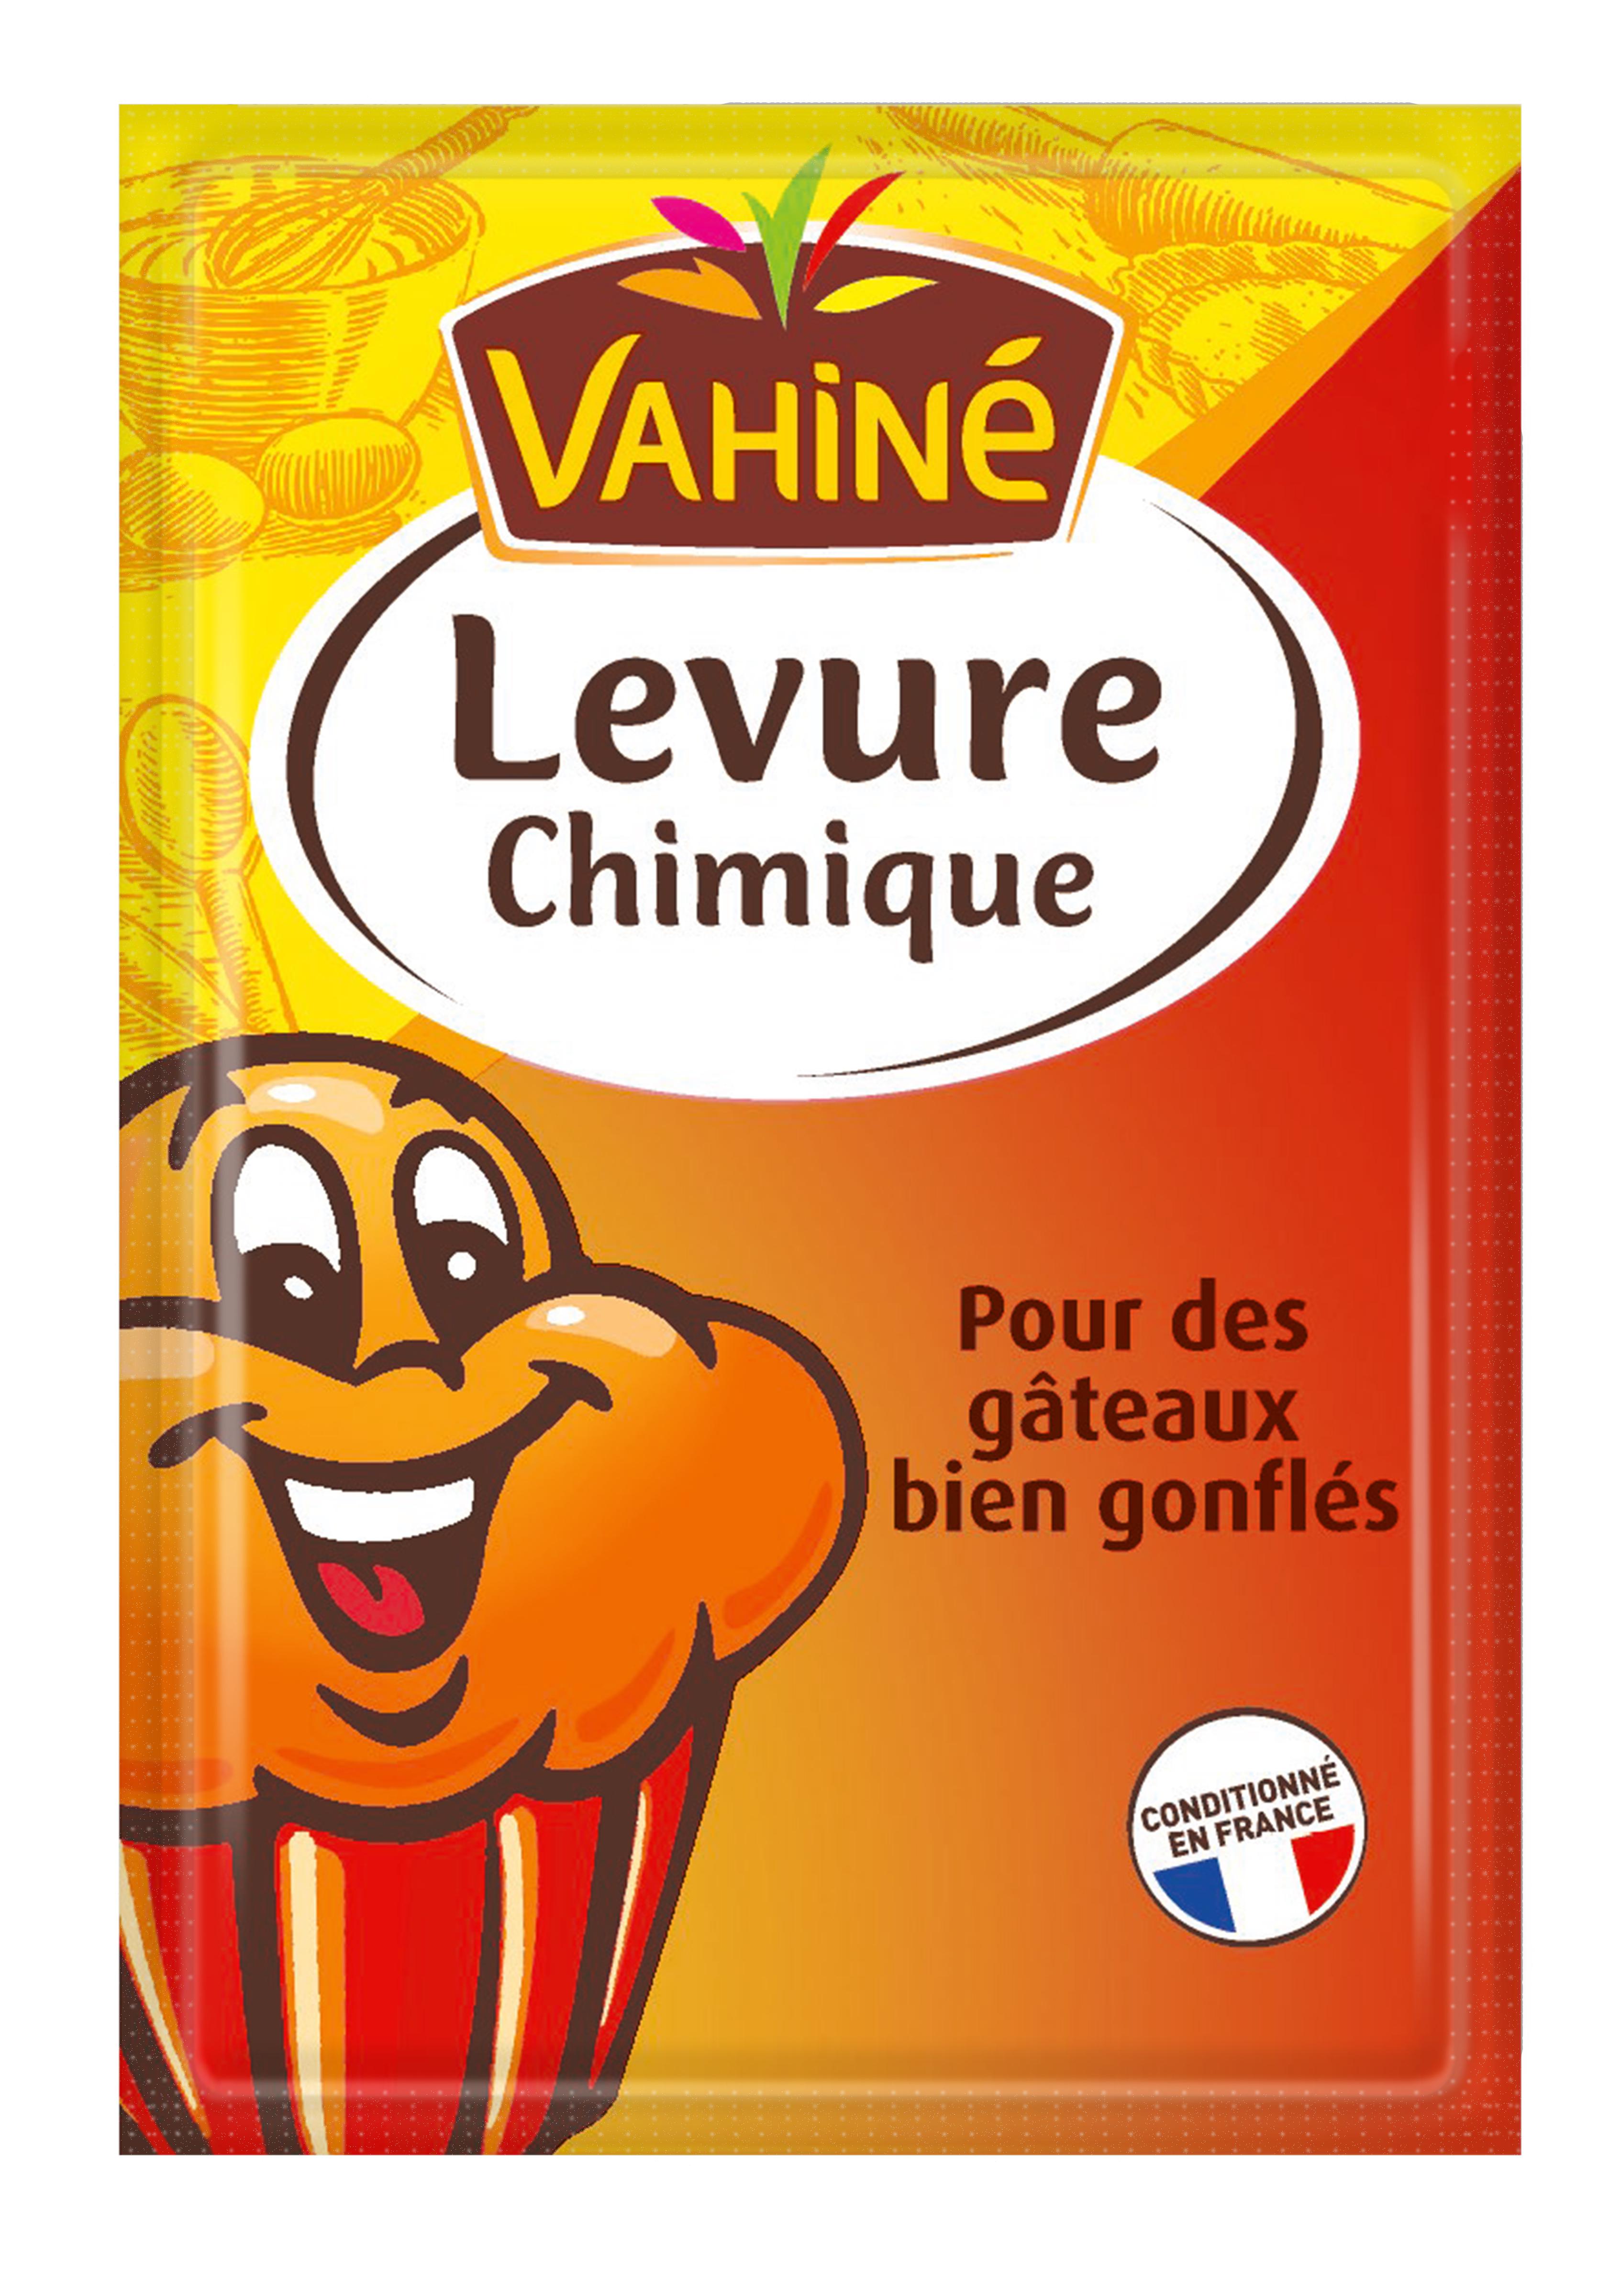 VAHiNé
Levure
Chimique
Pour des
gâteaux
bien gonflés
CONDITIONNÉ
EN FRANCE